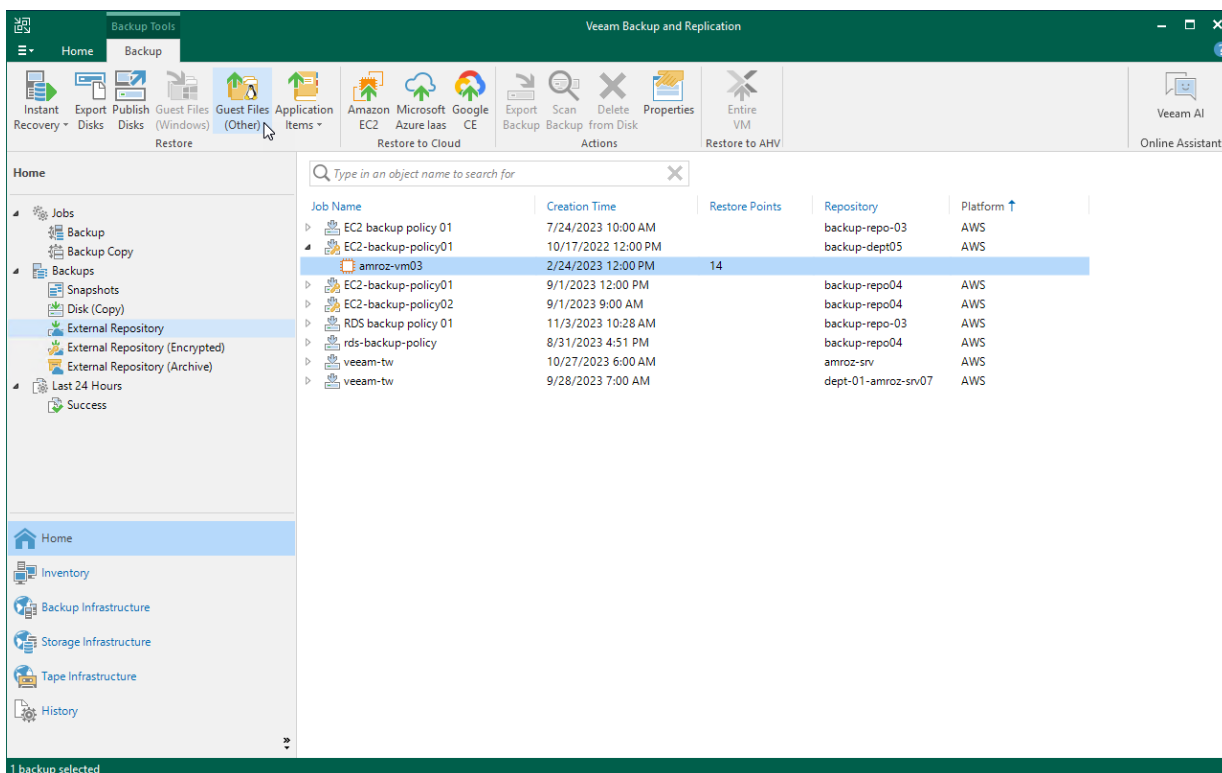 Backup Tools
Veeam Backup and Replication
Home Backup
Instant Recovery
Export Disks
Publish Disks
Guest Files (Windows)
Guest Files (Other)
Application Items
Restore
Amazon EC2
Microsoft Azure Iaas
Google CE
Restore to Cloud
Export Backup
Scan Backup
Delete from Disk
Properties
Actions
Entire VM
Restore to AHV
Veeam AI
Online Assistant
Home
Jobs
Backup
Backup Copy
Backups
Snapshots
Disk (Copy)
External Repository
External Repository (Encrypted)
External Repository (Archive)
Last 24 Hours
Success
Home
Inventory
Backup Infrastructure
Storage Infrastructure
Tape Infrastructure
History
Type in an object name to search for
Job Name Creation Time Restore Points Repository Platform
EC2 backup policy 01 7/24/2023 10:00 AM backup-repo-03 AWS
EC2-backup-policy01 10/17/2022 12:00 PM backup-dept05 AWS
amroz-vm03 2/24/2023 12:00 PM 14
EC2-backup-policy01 9/1/2023 12:00 PM backup-repo04 AWS
EC2-backup-policy02 9/1/2023 9:00 AM backup-repo04 AWS
RDS backup policy 01 11/3/2023 10:28 AM backup-repo-03 AWS
rds-backup-policy 8/31/2023 4:51 PM backup-repo04 AWS
veeam-tw 10/27/2023 6:00 AM amroz-srv AWS
veeam-tw 9/28/2023 7:00 AM dept-01-amroz-srv07 AWS
1 backup selected